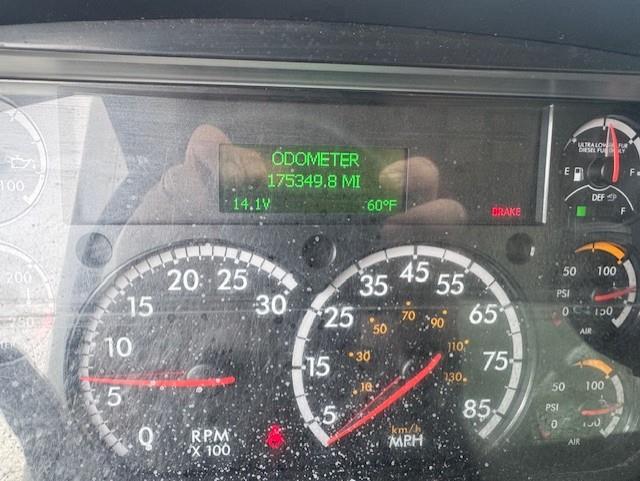 ODOMETER
175349.8 MI
14.1V 60°F
BRAKE
100
200
0 5 10 15 20 25 30
RPM
X 100
5 15 25 35 45 55 65 75 85
10 30 50 70 90 110 130
km/h
MPH
ULTRA LOW SULFUR
DIESEL FUEL ONLY
E F
DEF
F
50 100
PSI
0 150
AIR
50 100
PSI
0 150
AIR